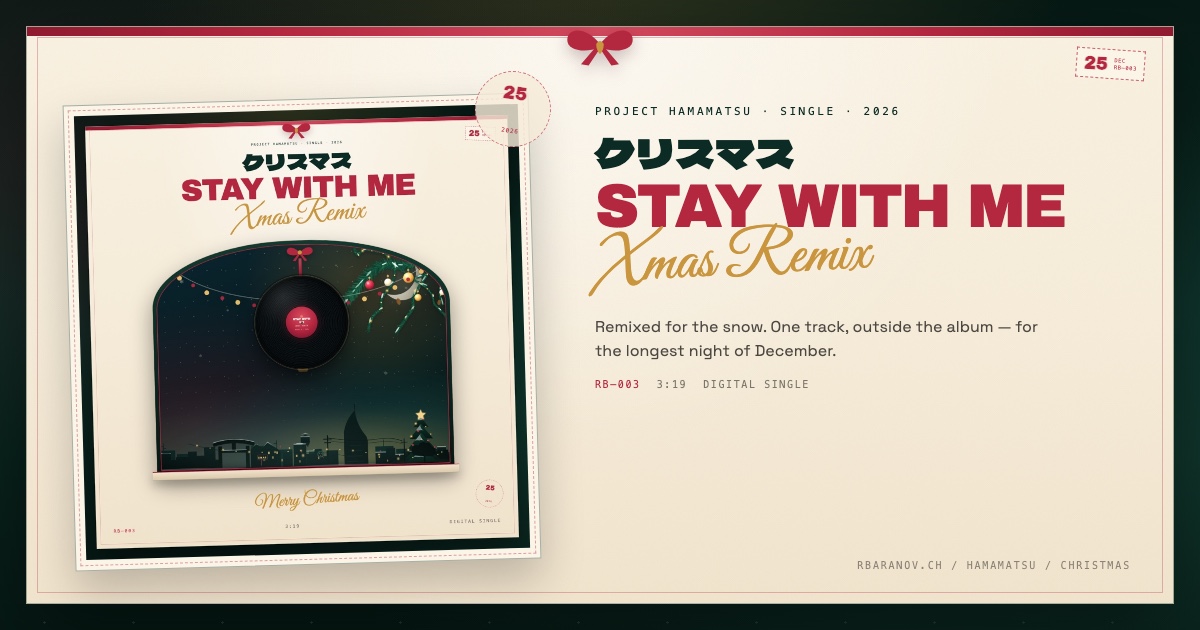 25 DEC
RB—003
PROJECT HAMAMATSU · SINGLE · 2026
クリスマス
STAY WITH ME
Xmas Remix
Remixed for the snow. One track, outside the album — for
the longest night of December.
RB—003 3:19 DIGITAL SINGLE
RBARANOV.CH / HAMAMATSU / CHRISTMAS
25
2026
25
PROJECT HAMAMATSU · SINGLE · 2026
クリスマス
STAY WITH ME
Xmas Remix
Merry Christmas
25
RB—003
3:19
DIGITAL SINGLE